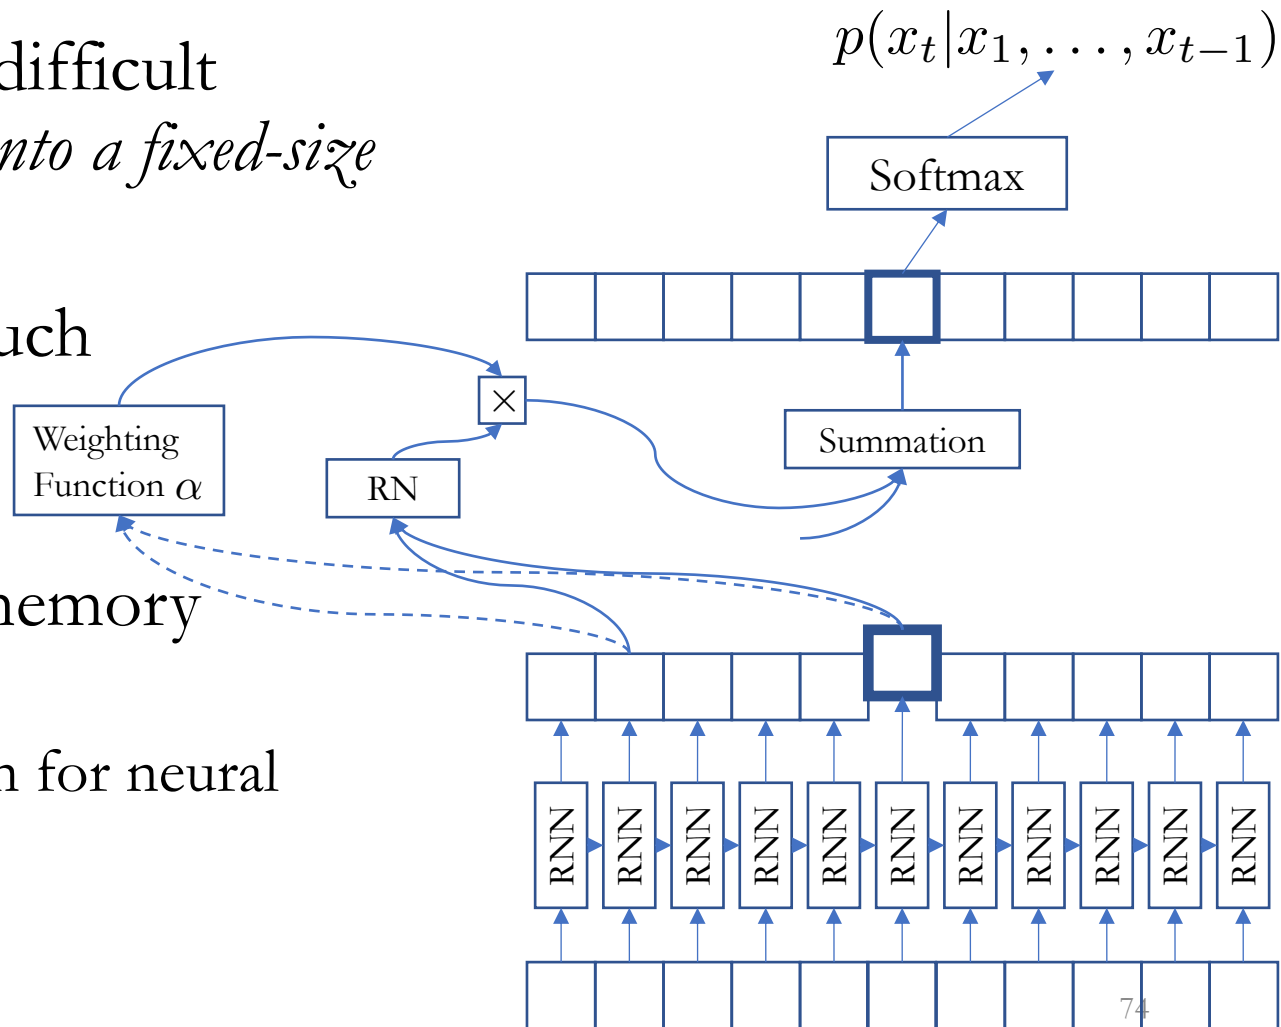 difficult
nto a fixed-size
uch
nemory
n for neural
p(x_t|x_1, . . . , x_{t−1})
Softmax
Summation
×
Weighting
Function α
RN
RNN RNN RNN RNN RNN RNN RNN RNN RNN RNN RNN
74